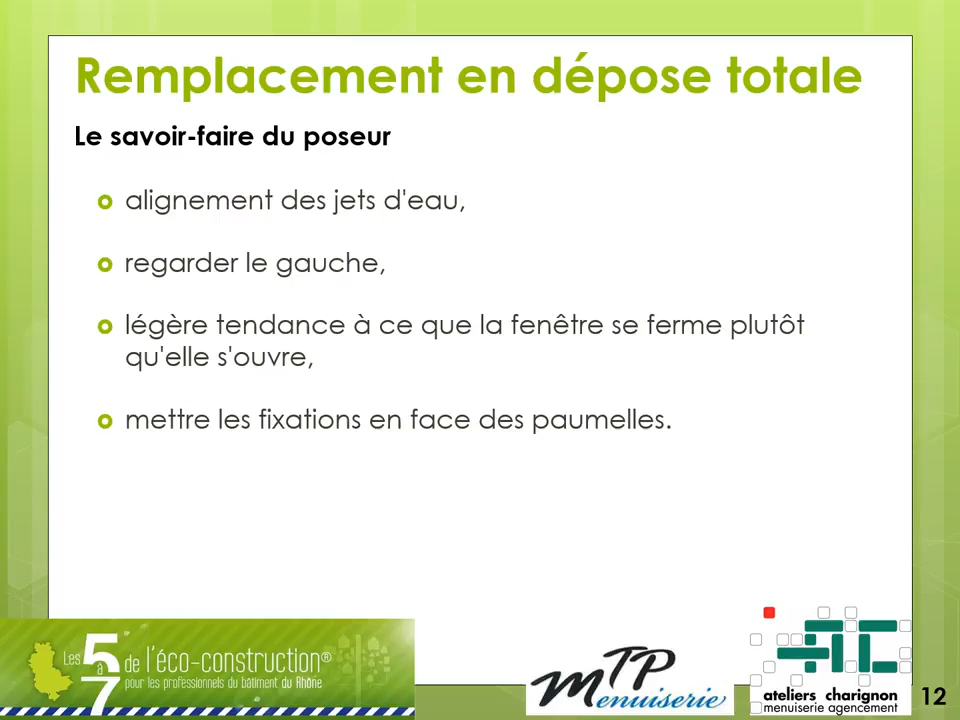 Remplacement en dépose totale
Le savoir-faire du poseur
alignement des jets d'eau,
regarder le gauche,
légère tendance à ce que la fenêtre se ferme plutôt
qu'elle s'ouvre,
mettre les fixations en face des paumelles.
Les 5 à 7 de l'éco-construction®
pour les professionnels du bâtiment du Rhône
MTP
Menuiserie
AC
ateliers charignon
menuiserie agencement
12